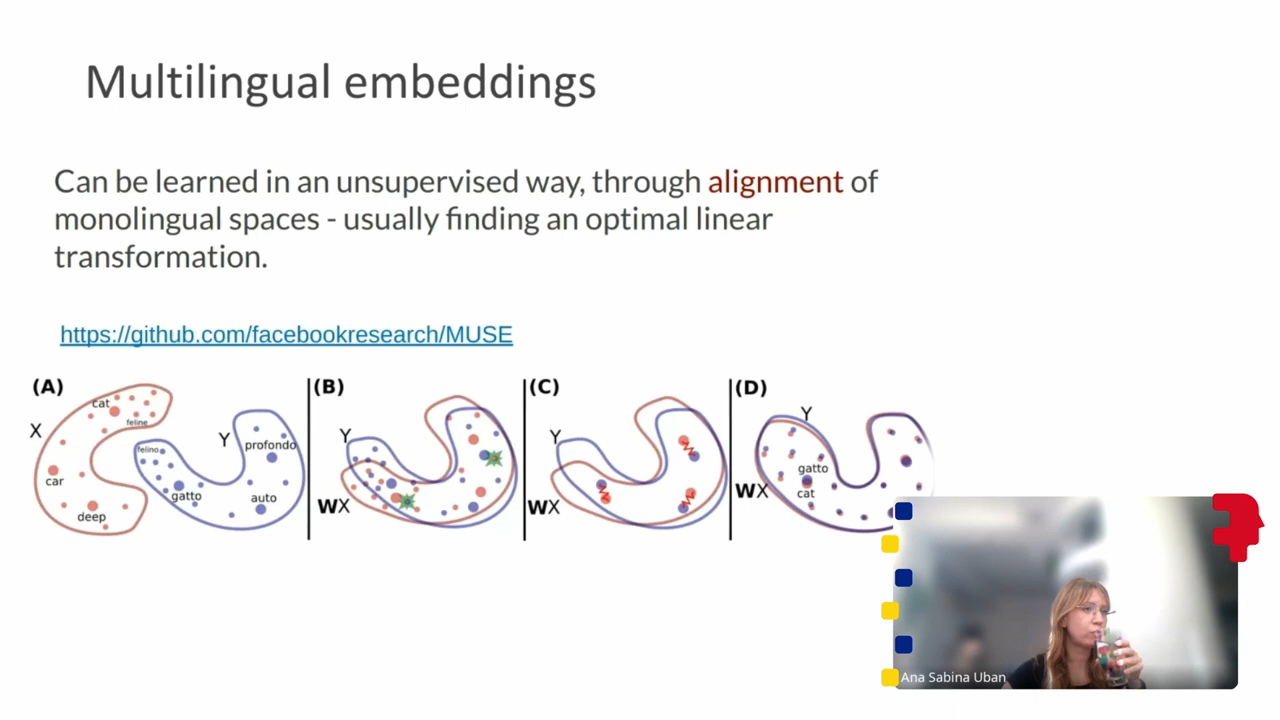 Multilingual embeddings
Can be learned in an unsupervised way, through alignment of
monolingual spaces - usually finding an optimal linear
transformation.
https://github.com/facebookresearch/MUSE
(A)
X
cat
feline
car
deep
Y
felino
profondo
gatto
auto
(B)
Y
WX
(C)
Y
WX
(D)
Y
WX
gatto
cat
Ana Sabina Uban